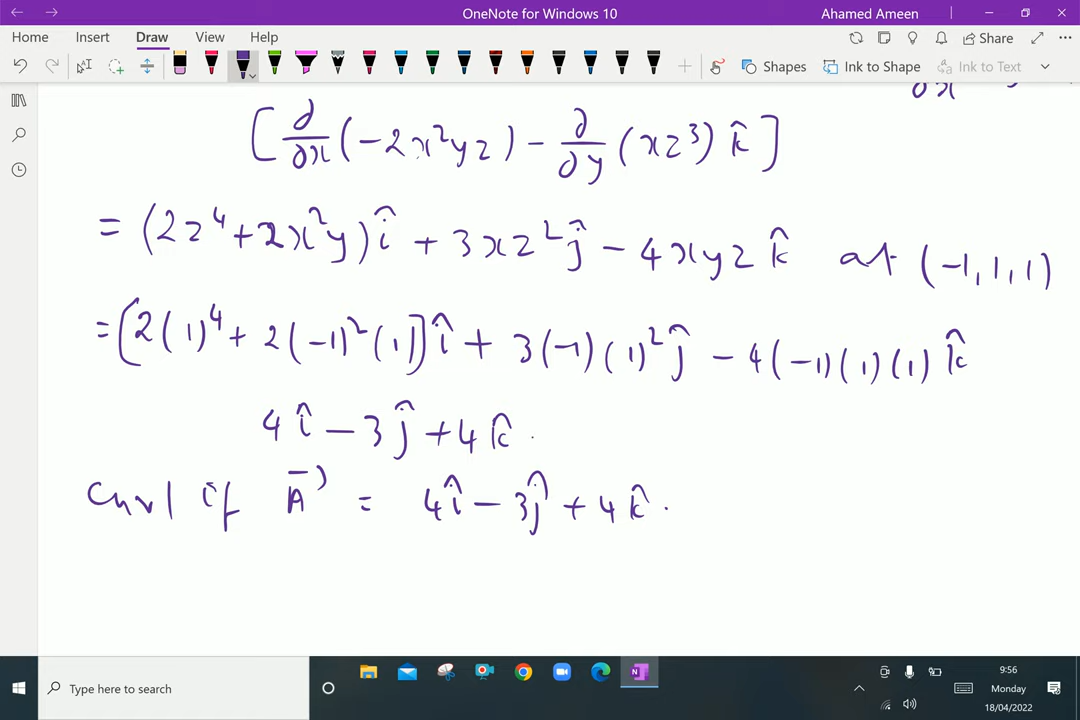 OneNote for Windows 10
Ahamed Ameen
Home Insert Draw View Help
Share
Shapes Ink to Shape Ink to Text
∂x
[∂/∂x (-2x²yz) - ∂/∂y (xz³) k̂]
= (2z⁴ + 2x²y) î + 3xz² ĵ - 4xyz k̂ at (-1, 1, 1)
= [2(1)⁴ + 2(-1)²(1)] î + 3(-1)(1)² ĵ - 4(-1)(1)(1) k̂
4î - 3ĵ + 4k̂.
Curl if A⃗ = 4î - 3ĵ + 4k̂.
Type here to search
9:56
Monday
18/04/2022